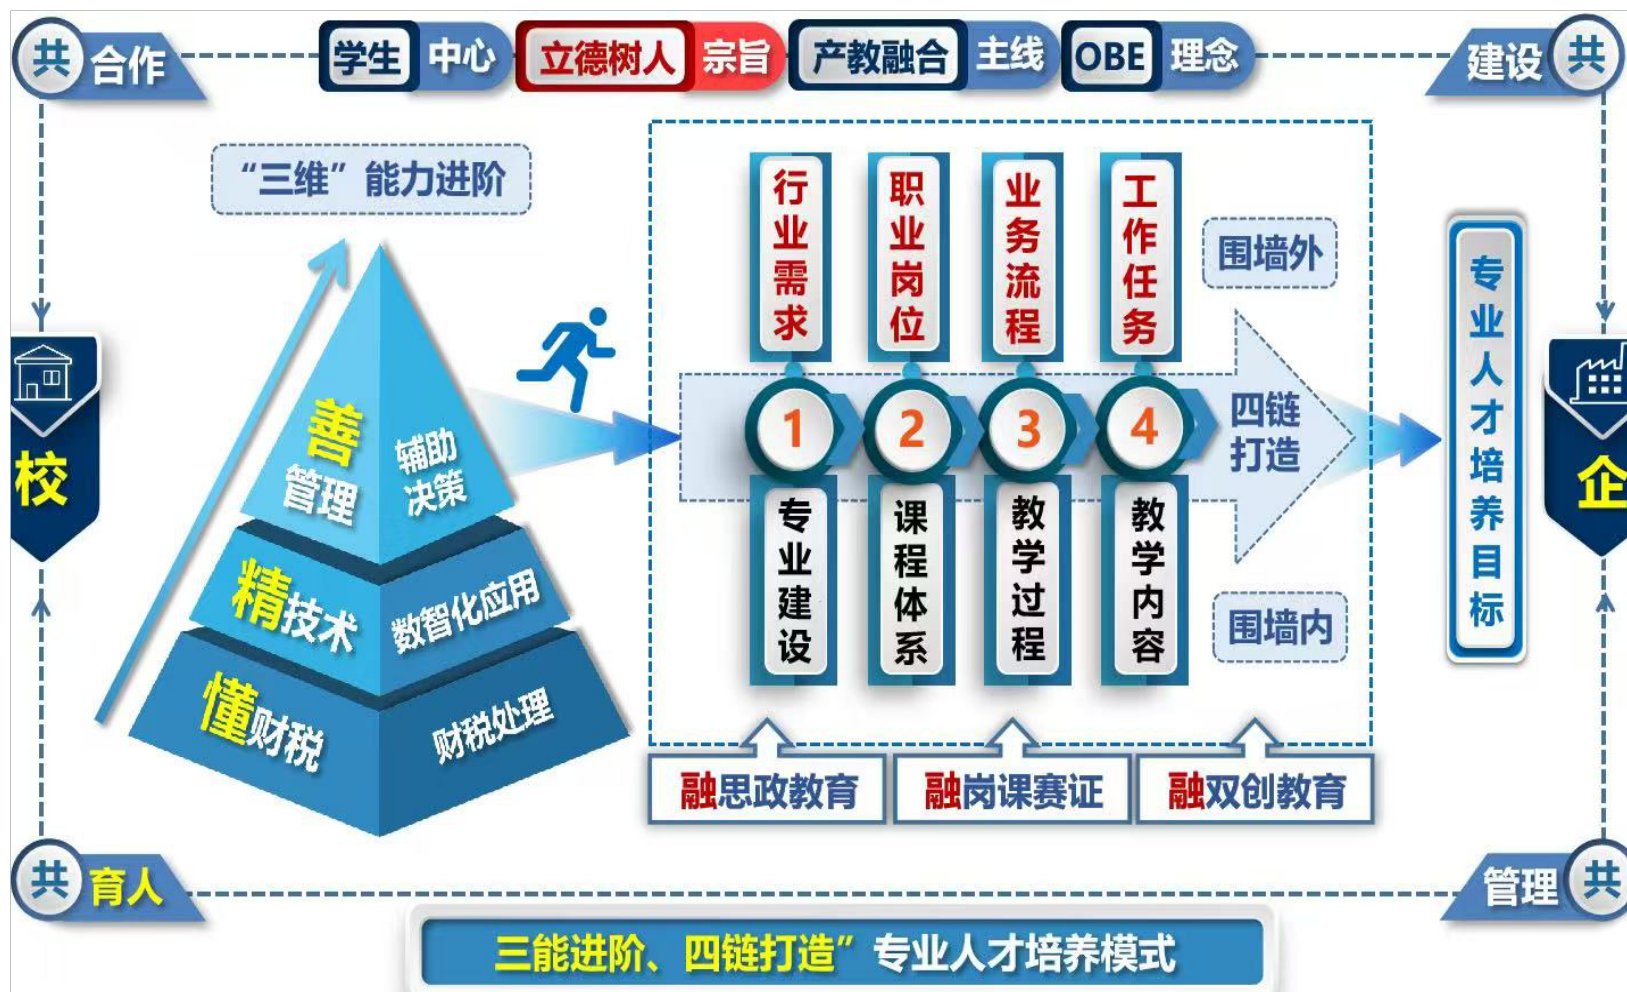 共 合作
学生 中心
立德树人 宗旨
产教融合 主线
OBE 理念
建设 共
“三维”能力进阶
善管理
辅助决策
精技术
数智化应用
懂财税
财税处理
行业需求
职业岗位
业务流程
工作任务
围墙外
1
2
3
4
四链
打造
专业建设
课程体系
教学过程
教学内容
围墙内
融思政教育
融岗课赛证
融双创教育
专业人才培养目标
校
企
共 育人
管理 共
三能进阶、四链打造”专业人才培养模式